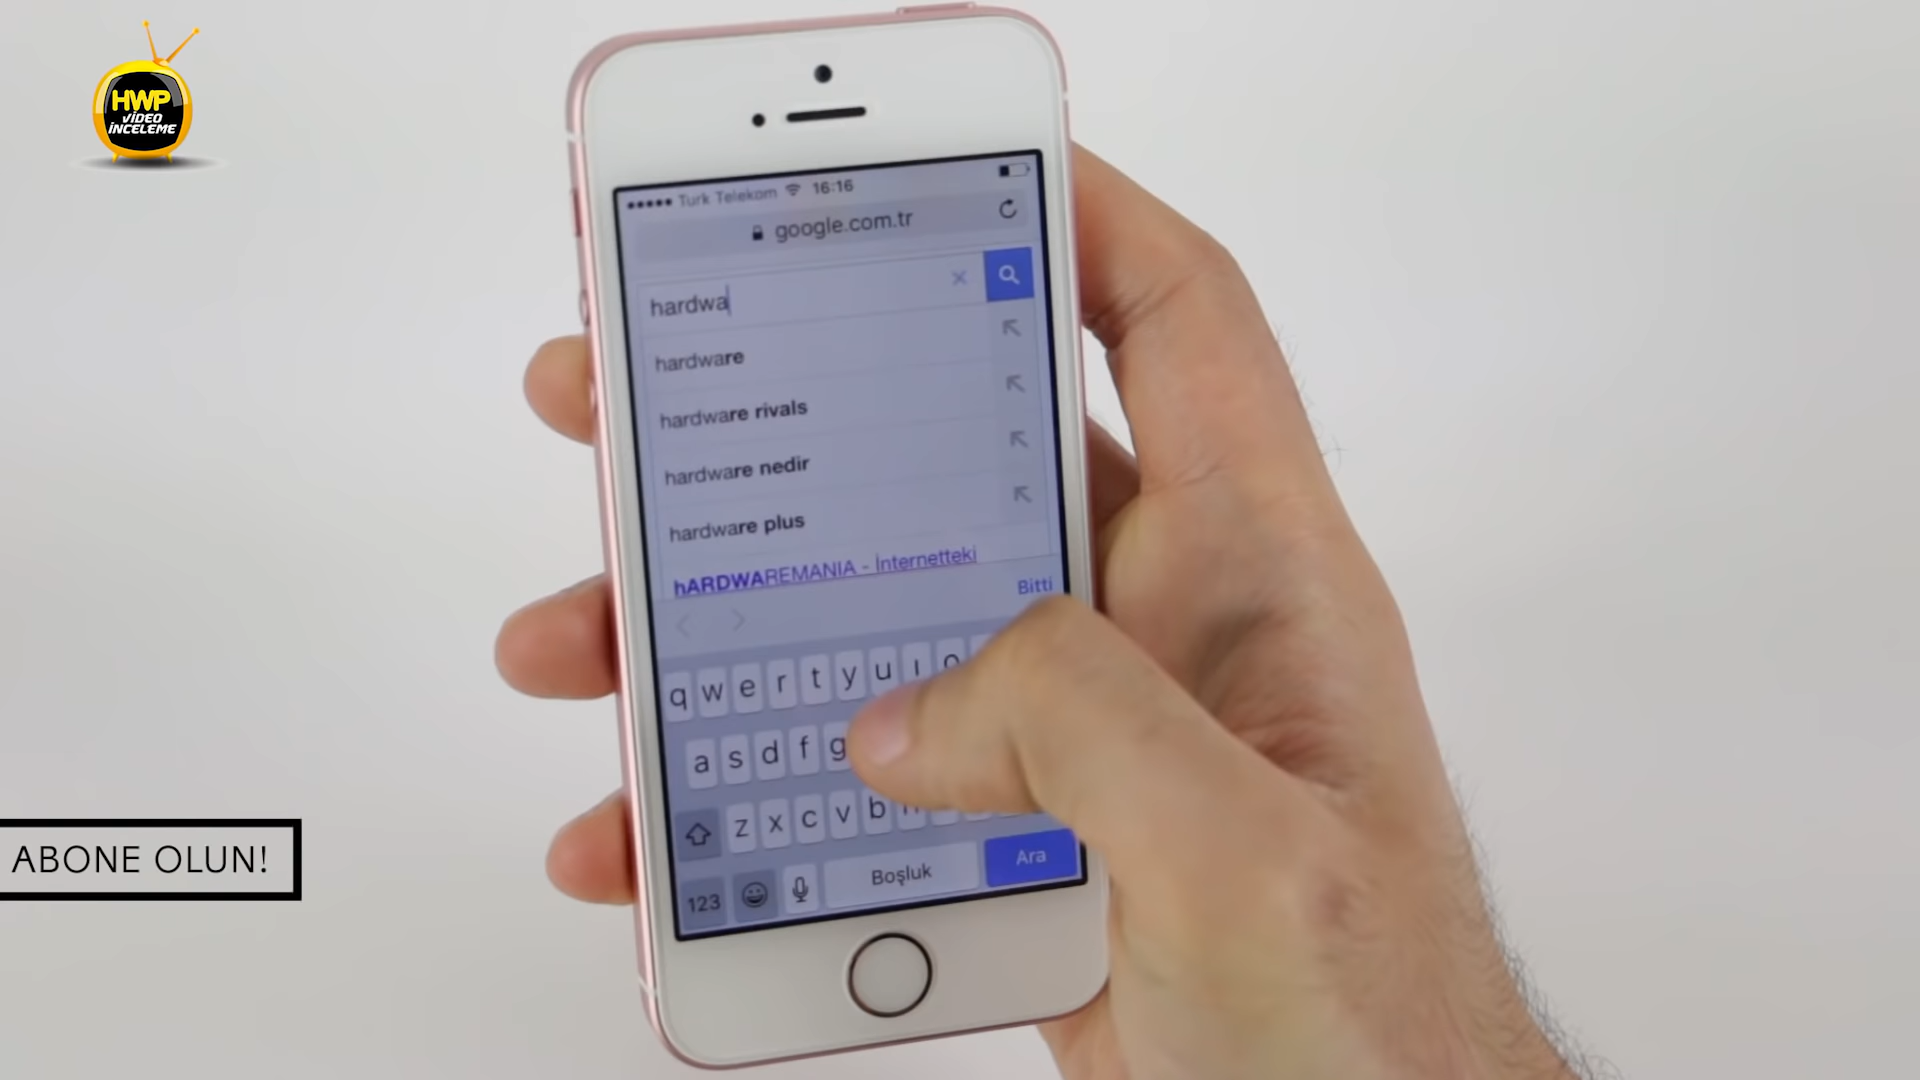 HWP
VİDEO
İNCELEME
Turk Telekom 16:16
google.com.tr
hardwa
hardware
hardware rivals
hardware nedir
hardware plus
hARDWAREMANIA - İnternetteki
Bitti
q w e r t y u ı o
a s d f g
z x c v b
123 Boşluk Ara
ABONE OLUN!